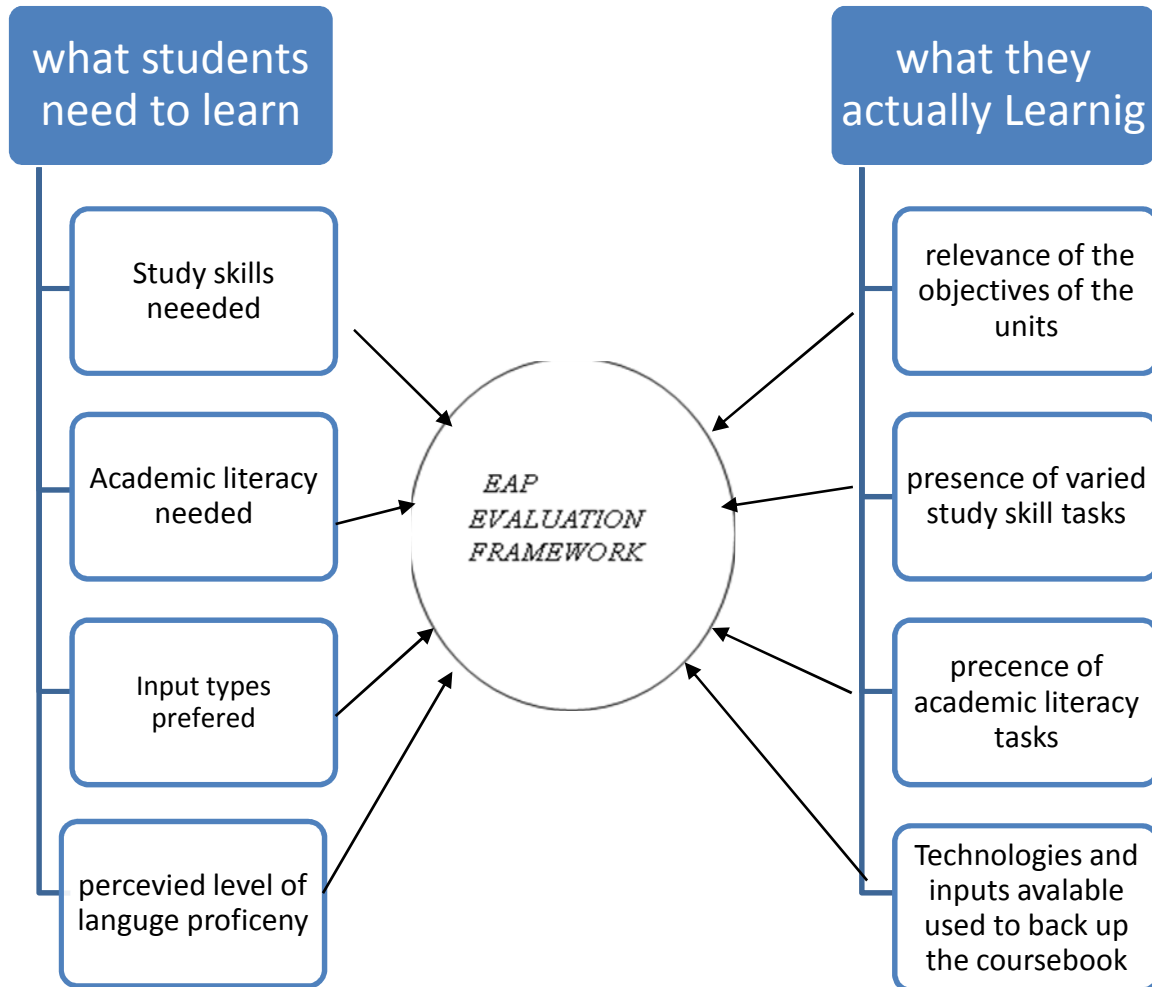 what students
need to learn
Study skills
neeeded
Academic literacy
needed
Input types
prefered
percevied level of
languge proficeny
EAP
EVALUATION
FRAMEWORK
what they
actually Learnig
relevance of the
objectives of the
units
presence of varied
study skill tasks
precence of
academic literacy
tasks
Technologies and
inputs avalable
used to back up
the coursebook